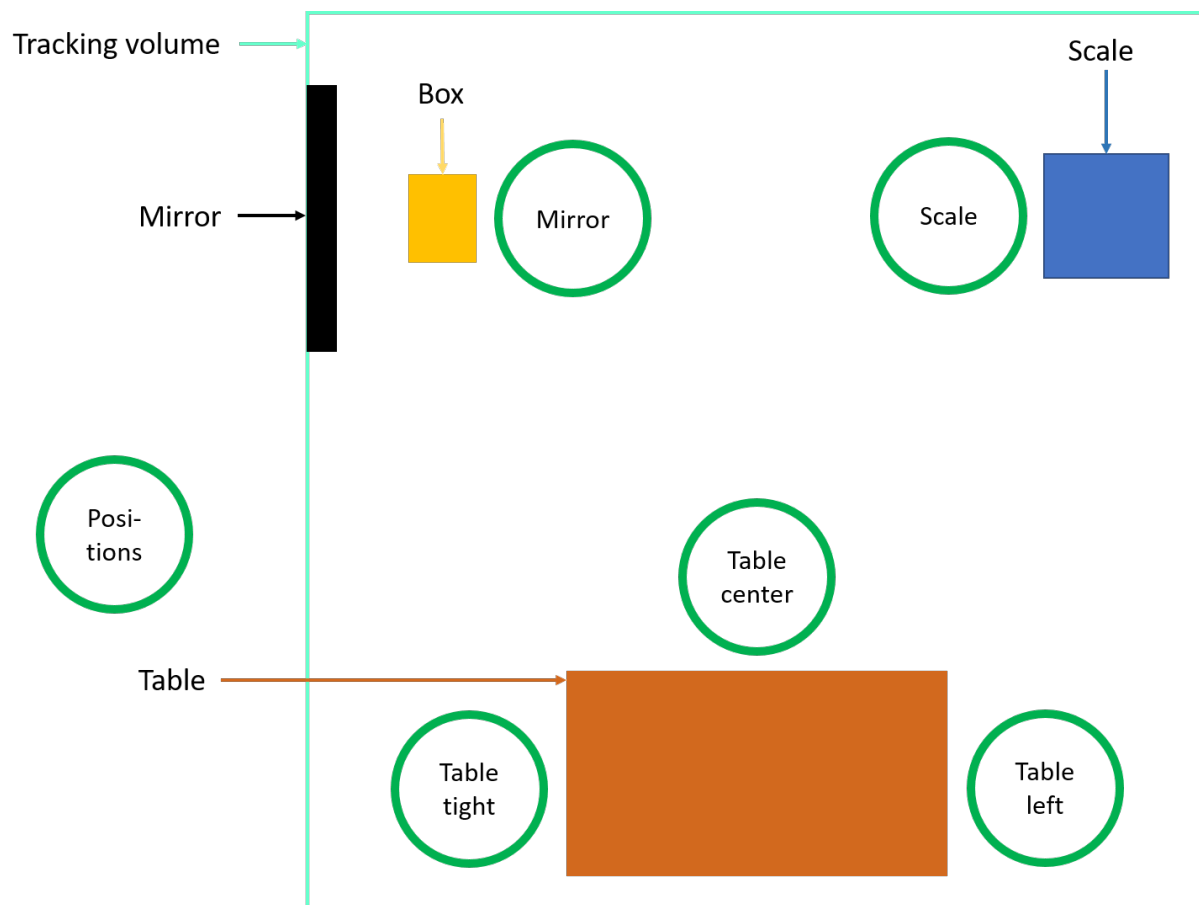 Tracking volume
Scale
Box
Mirror
Mirror
Scale
Posi-
tions
Table
center
Table
Table
tight
Table
left